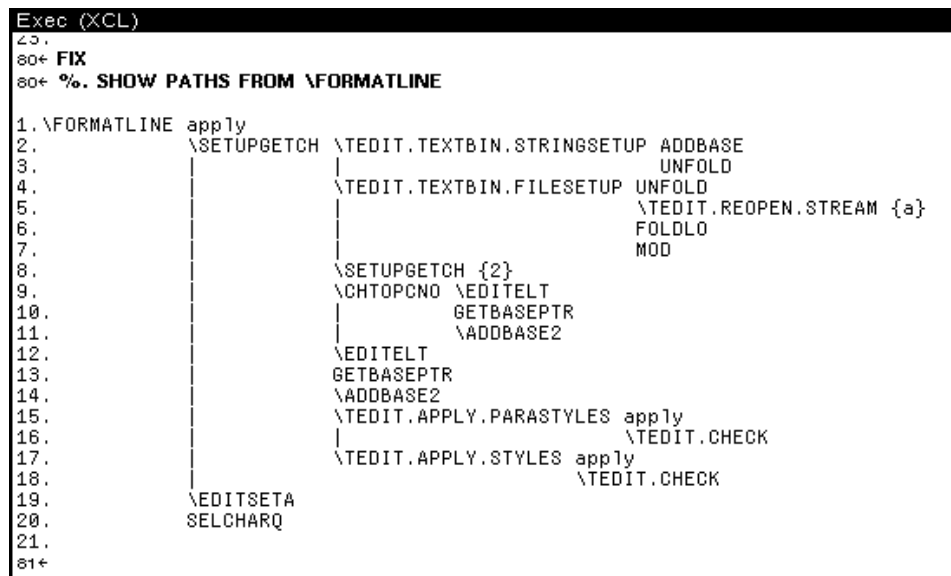 Exec (XCL)
80← FIX
80← %. SHOW PATHS FROM \FORMATLINE
1.\FORMATLINE apply
2. \SETUPGETCH \TEDIT.TEXTBIN.STRINGSETUP ADDBASE
3. | | UNFOLD
4. | \TEDIT.TEXTBIN.FILESETUP UNFOLD
5. | | \TEDIT.REOPEN.STREAM {a}
6. | | FOLDLO
7. | | MOD
8. | \SETUPGETCH {2}
9. | \CHTOPCNO \EDITELT
10. | | GETBASEPTR
11. | | \ADDBASE2
12. | \EDITELT
13. | GETBASEPTR
14. | \ADDBASE2
15. | \TEDIT.APPLY.PARASTYLES apply
16. | | \TEDIT.CHECK
17. | \TEDIT.APPLY.STYLES apply
18. | \TEDIT.CHECK
19. \EDITSETA
20. SELCHARQ
21.
81←